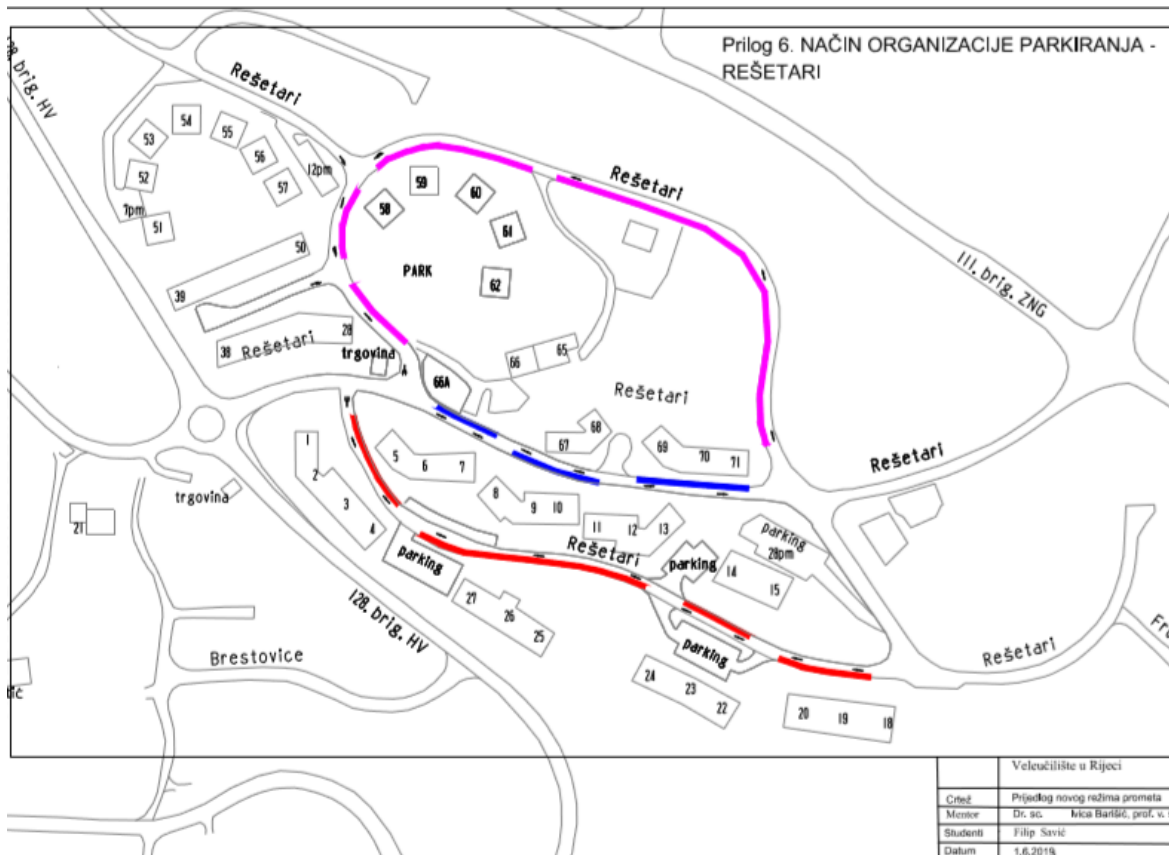 Prilog 6. NAČIN ORGANIZACIJE PARKIRANJA -
REŠETARI
128. brig. HV
Rešetari
54
53
55
56
52
57
12pm
7pm
51
50
39
38
Rešetari
28
trgovina
59
58
60
61
62
PARK
Rešetari
111. brig. ZNG
66
65
66A
Rešetari
67
68
69
70
71
Rešetari
1
2
3
4
5
6
7
8
9
10
11
12
13
trgovina
21
parking
Rešetari
parking
parking
28pm
14
15
27
26
25
128. brig. HV
parking
24
23
22
20
19
18
Rešetari
Brestovice
Veleučilište u Rijeci
Crtež
Prijedlog novog režima prometa
Mentor
Dr. sc. Ivica Barišić, prof. v.
Studenti
Filip Savić
Datum
1.6.2019.